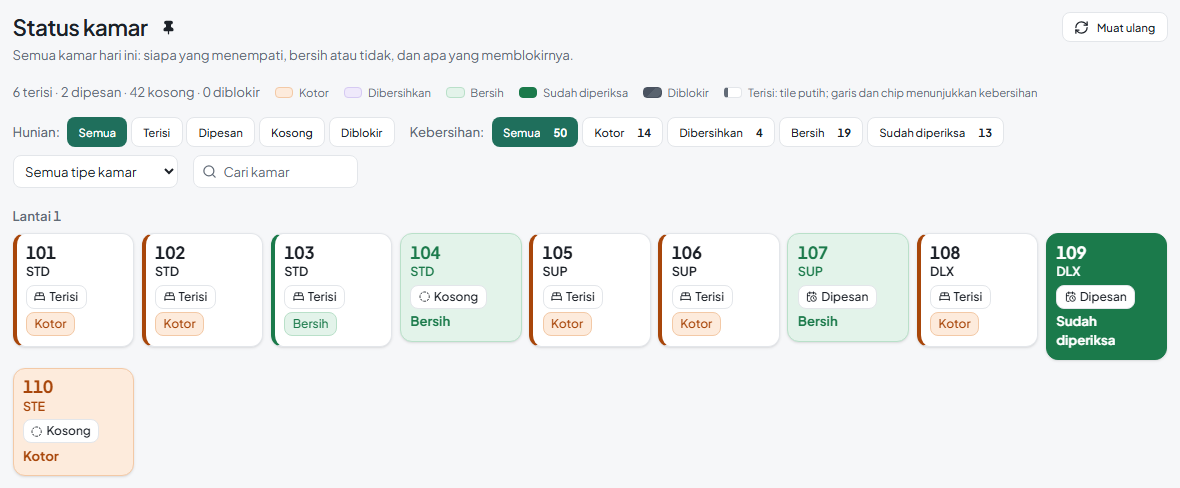 Status kamar
Muat ulang
Semua kamar hari ini: siapa yang menempati, bersih atau tidak, dan apa yang memblokirnya.
6 terisi · 2 dipesan · 42 kosong · 0 diblokir Kotor Dibersihkan Bersih Sudah diperiksa Diblokir Terisi: tile putih; garis dan chip menunjukkan kebersihan
Hunian: Semua Terisi Dipesan Kosong Diblokir Kebersihan: Semua 50 Kotor 14 Dibersihkan 4 Bersih 19 Sudah diperiksa 13
Semua tipe kamar Cari kamar
Lantai 1
101
STD
Terisi
Kotor
102
STD
Terisi
Kotor
103
STD
Terisi
Bersih
104
STD
Kosong
Bersih
105
SUP
Terisi
Kotor
106
SUP
Terisi
Kotor
107
SUP
Dipesan
Bersih
108
DLX
Terisi
Kotor
109
DLX
Dipesan
Sudah
diperiksa
110
STE
Kosong
Kotor